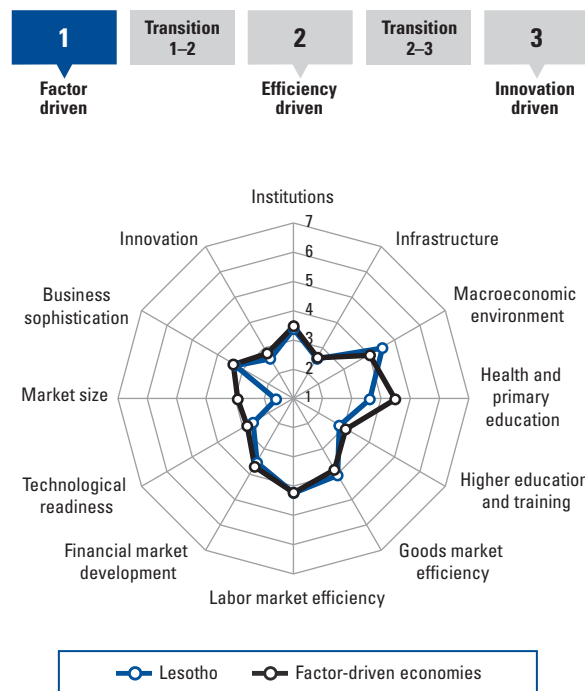 1
Transition
1–2
2
Transition
2–3
3
Factor
driven
Efficiency
driven
Innovation
driven
Institutions
7
6
5
4
3
2
1
Innovation
Infrastructure
Business
sophistication
Macroeconomic
environment
Market size
Health and
primary
education
Technological
readiness
Higher education
and training
Financial market
development
Goods market
efficiency
Labor market efficiency
Lesotho
Factor-driven economies